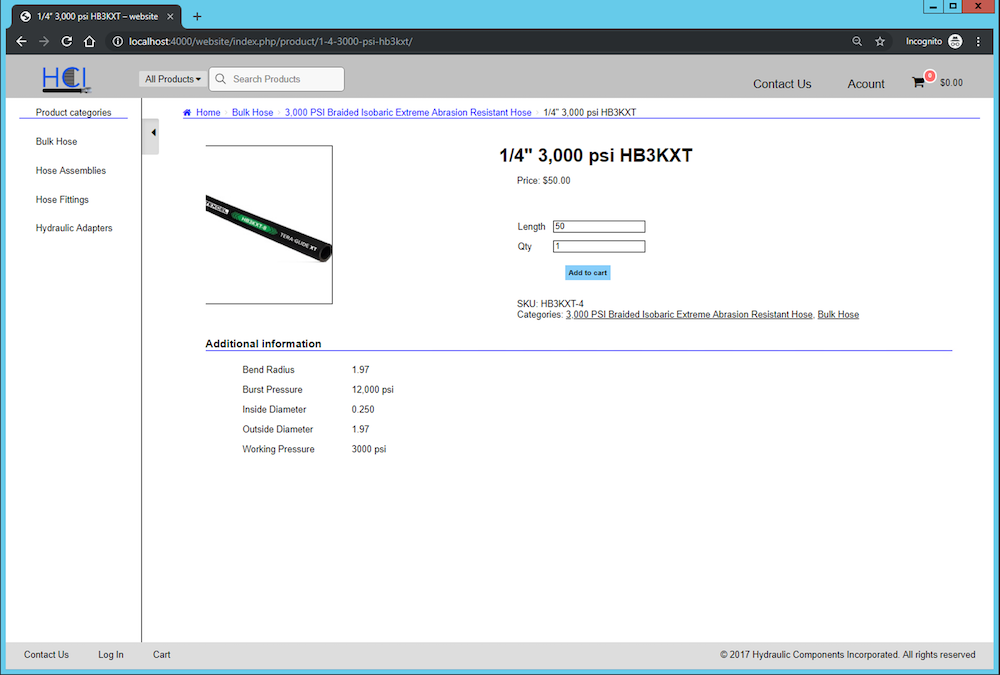 1/4" 3,000 psi HB3KXT – website
localhost:4000/website/index.php/product/1-4-3000-psi-hb3kxt/
Incognito
HCI
All Products
Search Products
Contact Us
Acount
0
$0.00
Product categories
Bulk Hose
Hose Assemblies
Hose Fittings
Hydraulic Adapters
Home
Bulk Hose
3,000 PSI Braided Isobaric Extreme Abrasion Resistant Hose
1/4" 3,000 psi HB3KXT
TERA-GLIDE XT
1/4" 3,000 psi HB3KXT
Price: $50.00
Length 50
Qty 1
Add to cart
SKU: HB3KXT-4
Categories: 3,000 PSI Braided Isobaric Extreme Abrasion Resistant Hose, Bulk Hose
Additional information
Bend Radius 1.97
Burst Pressure 12,000 psi
Inside Diameter 0.250
Outside Diameter 1.97
Working Pressure 3000 psi
Contact Us Log In Cart
© 2017 Hydraulic Components Incorporated. All rights reserved